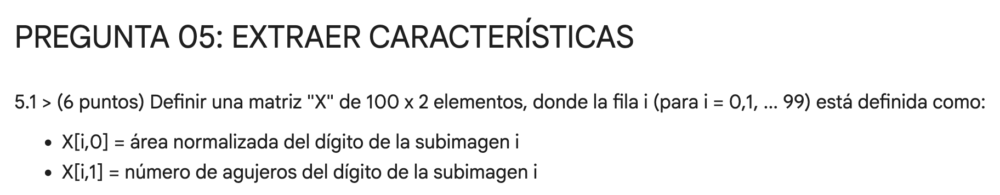 PREGUNTA 05: EXTRAER CARACTERÍSTICAS
5.1 > (6 puntos) Definir una matriz "X" de 100 x 2 elementos, donde la fila i (para i = 0,1, ... 99) está definida como:
• X[i,0] = área normalizada del dígito de la subimagen i
• X[i,1] = número de agujeros del dígito de la subimagen i